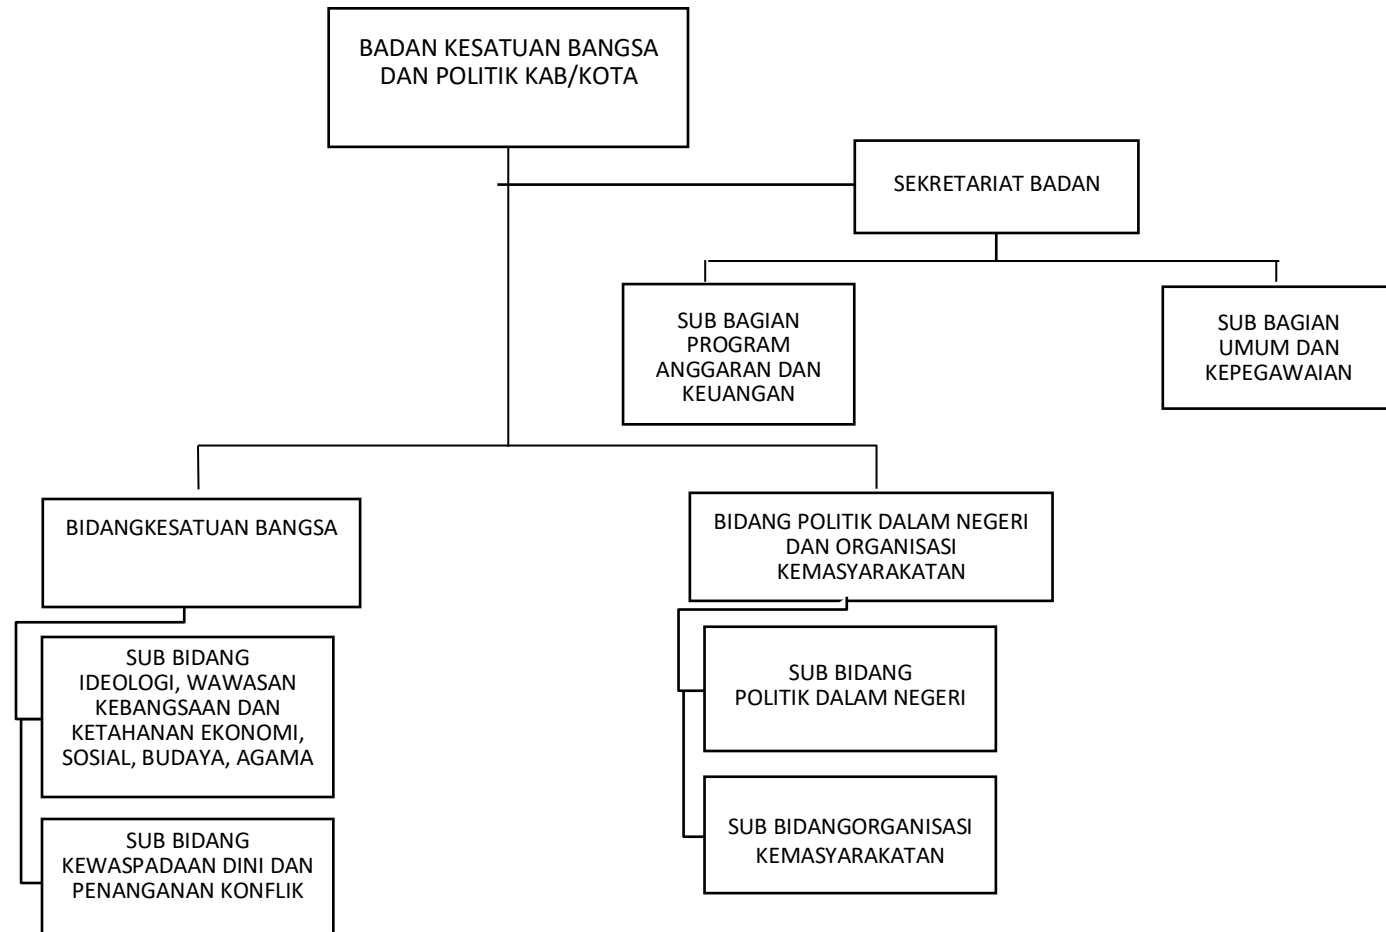 BADAN KESATUAN BANGSA
DAN POLITIK KAB/KOTA
SEKRETARIAT BADAN
SUB BAGIAN
PROGRAM
ANGGARAN DAN
KEUANGAN
SUB BAGIAN
UMUM DAN
KEPEGAWAIAN
BIDANGKESATUAN BANGSA
BIDANG POLITIK DALAM NEGERI
DAN ORGANISASI
KEMASYARAKATAN
SUB BIDANG
IDEOLOGI, WAWASAN
KEBANGSAAN DAN
KETAHANAN EKONOMI,
SOSIAL, BUDAYA, AGAMA
SUB BIDANG
POLITIK DALAM NEGERI
SUB BIDANG
KEWASPADAAN DINI DAN
PENANGANAN KONFLIK
SUB BIDANGORGANISASI
KEMASYARAKATAN